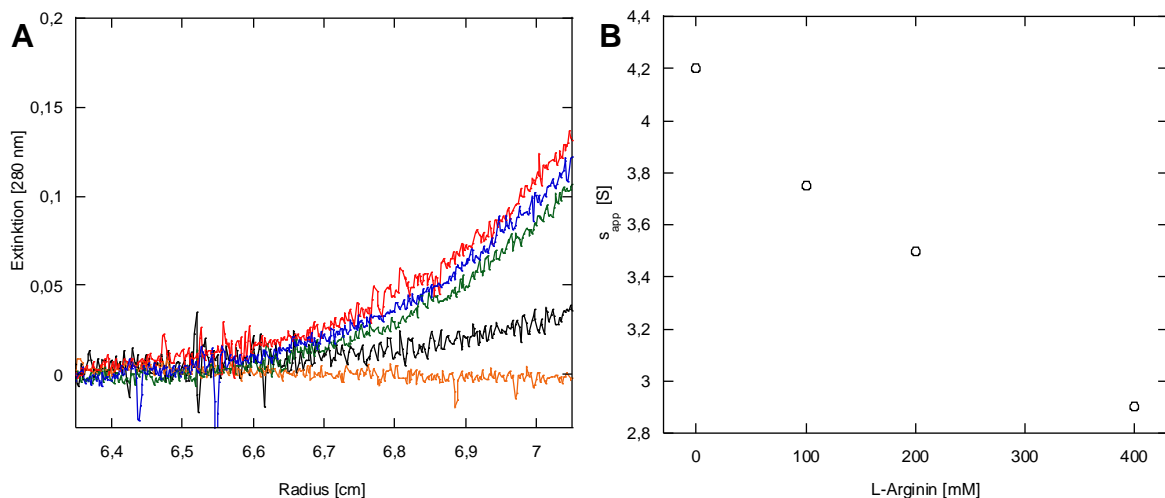 A
Extinktion [280 nm]
0,2
0,15
0,1
0,05
0
6,4 6,5 6,6 6,7 6,8 6,9 7
Radius [cm]
B
s_app [S]
4,4
4,2
4
3,8
3,6
3,4
3,2
3
2,8
0 100 200 300 400
L-Arginin [mM]